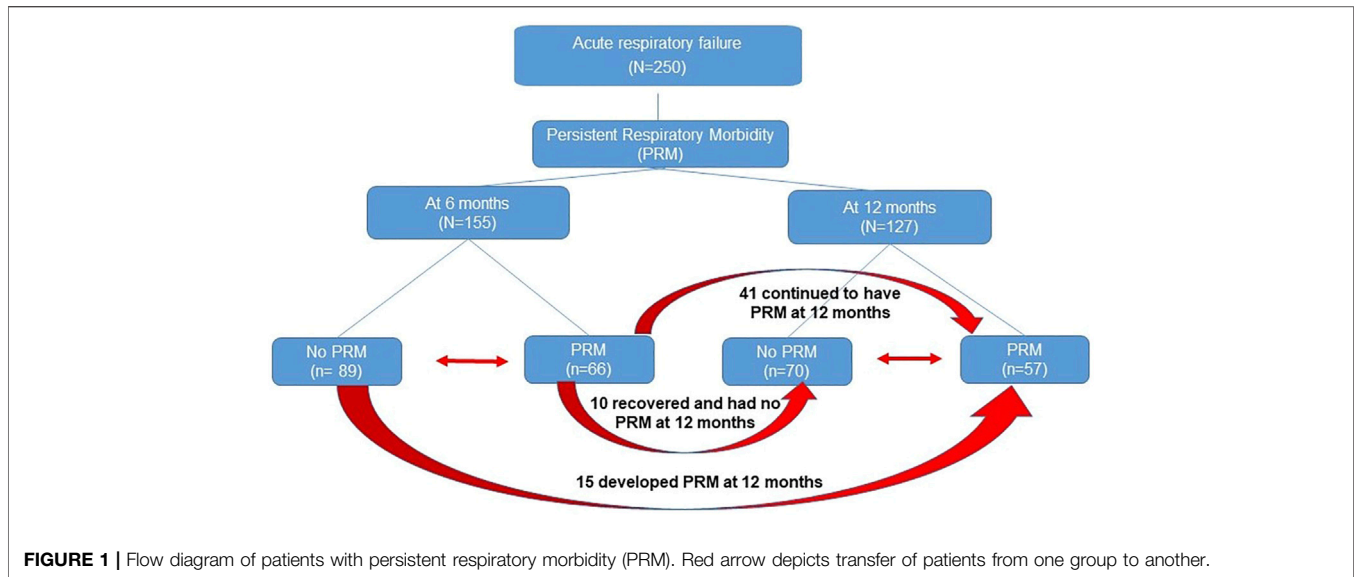 Acute respiratory failure
(N=250)
Persistent Respiratory Morbidity
(PRM)
At 6 months
(N=155)
At 12 months
(N=127)
41 continued to have
PRM at 12 months
No PRM
(n= 89)
PRM
(n=66)
No PRM
(n=70)
PRM
(n=57)
10 recovered and had no
PRM at 12 months
15 developed PRM at 12 months
FIGURE 1 | Flow diagram of patients with persistent respiratory morbidity (PRM). Red arrow depicts transfer of patients from one group to another.